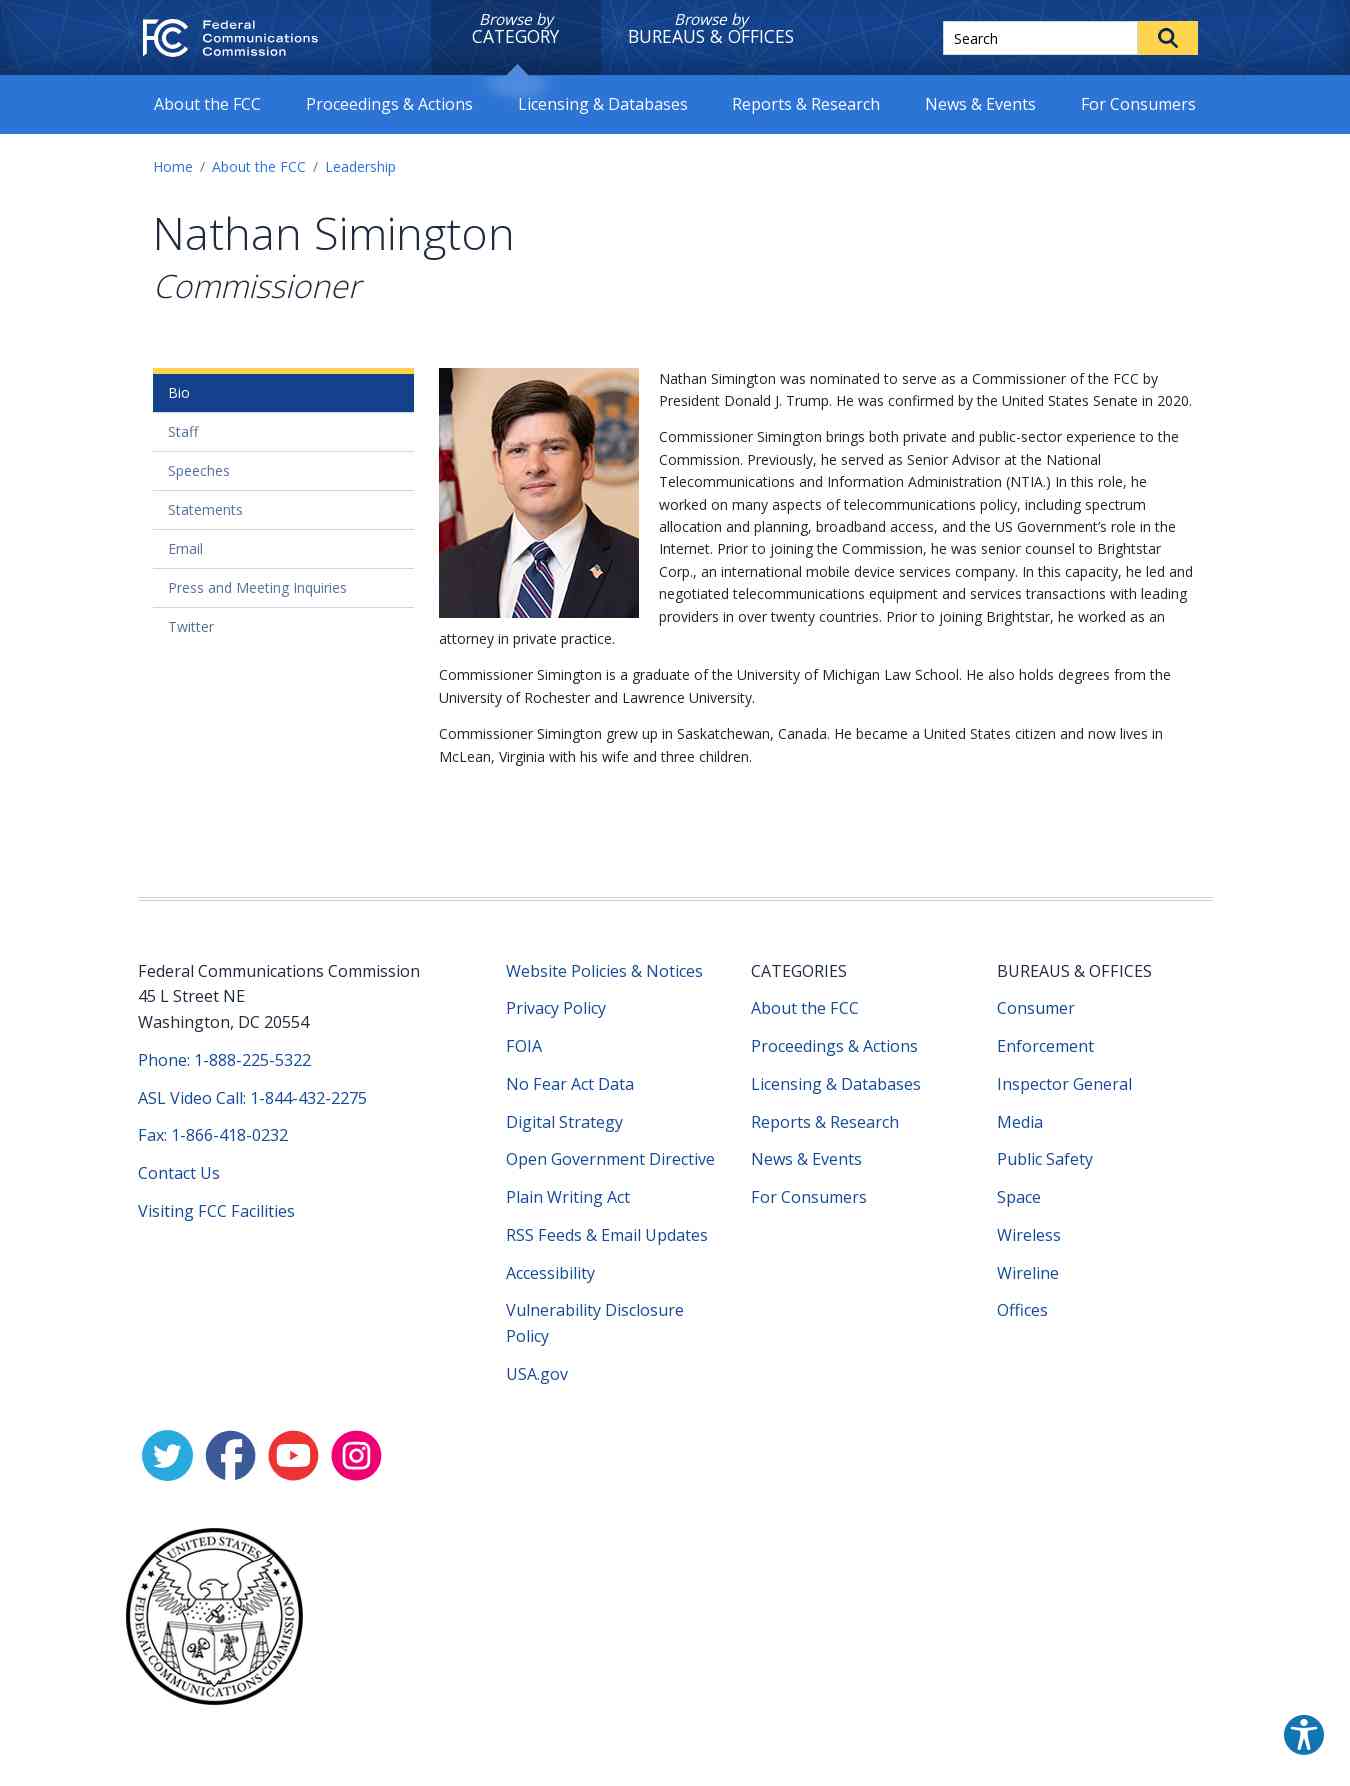 Federal
Communications
Commission
Browse by
CATEGORY
Browse by
BUREAUS & OFFICES
Search
About the FCC
Proceedings & Actions
Licensing & Databases
Reports & Research
News & Events
For Consumers
Home / About the FCC / Leadership
Nathan Simington
Commissioner
Bio
Staff
Speeches
Statements
Email
Press and Meeting Inquiries
Twitter
Nathan Simington was nominated to serve as a Commissioner of the FCC by
President Donald J. Trump. He was confirmed by the United States Senate in 2020.
Commissioner Simington brings both private and public-sector experience to the
Commission. Previously, he served as Senior Advisor at the National
Telecommunications and Information Administration (NTIA.) In this role, he
worked on many aspects of telecommunications policy, including spectrum
allocation and planning, broadband access, and the US Government’s role in the
Internet. Prior to joining the Commission, he was senior counsel to Brightstar
Corp., an international mobile device services company. In this capacity, he led and
negotiated telecommunications equipment and services transactions with leading
providers in over twenty countries. Prior to joining Brightstar, he worked as an
attorney in private practice.
Commissioner Simington is a graduate of the University of Michigan Law School. He also holds degrees from the
University of Rochester and Lawrence University.
Commissioner Simington grew up in Saskatchewan, Canada. He became a United States citizen and now lives in
McLean, Virginia with his wife and three children.
Federal Communications Commission
45 L Street NE
Washington, DC 20554
Phone: 1-888-225-5322
ASL Video Call: 1-844-432-2275
Fax: 1-866-418-0232
Contact Us
Visiting FCC Facilities
Website Policies & Notices
Privacy Policy
FOIA
No Fear Act Data
Digital Strategy
Open Government Directive
Plain Writing Act
RSS Feeds & Email Updates
Accessibility
Vulnerability Disclosure
Policy
USA.gov
CATEGORIES
About the FCC
Proceedings & Actions
Licensing & Databases
Reports & Research
News & Events
For Consumers
BUREAUS & OFFICES
Consumer
Enforcement
Inspector General
Media
Public Safety
Space
Wireless
Wireline
Offices
UNITED STATES
FEDERAL COMMUNICATIONS COMMISSION